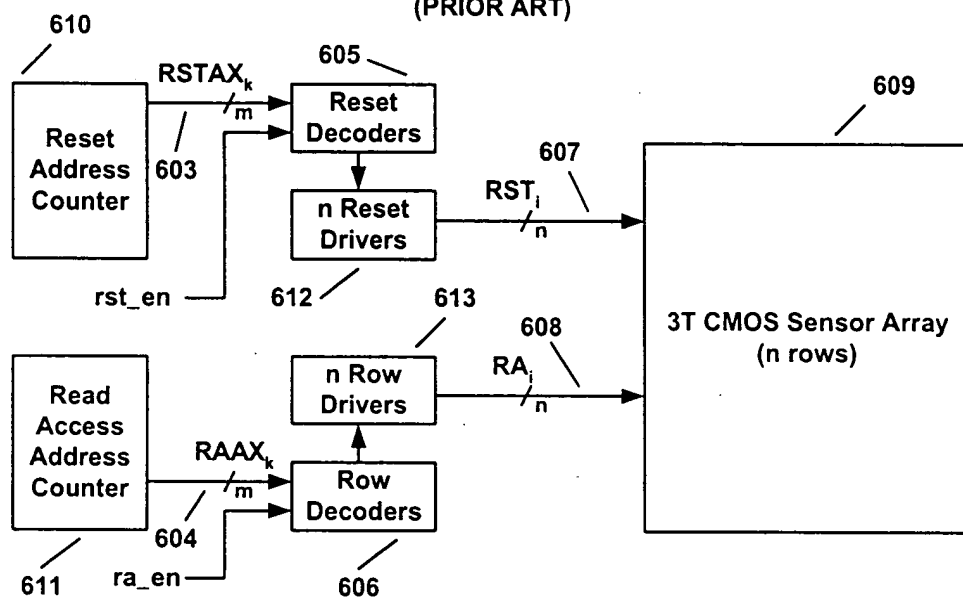 (PRIOR ART)
610
Reset
Address
Counter
RSTAXk
m
603
rst_en
605
Reset
Decoders
n Reset
Drivers
612
RSTi
n
607
609
3T CMOS Sensor Array
(n rows)
613
n Row
Drivers
RAi
n
608
Read
Access
Address
Counter
611
RAAXk
m
604
ra_en
Row
Decoders
606